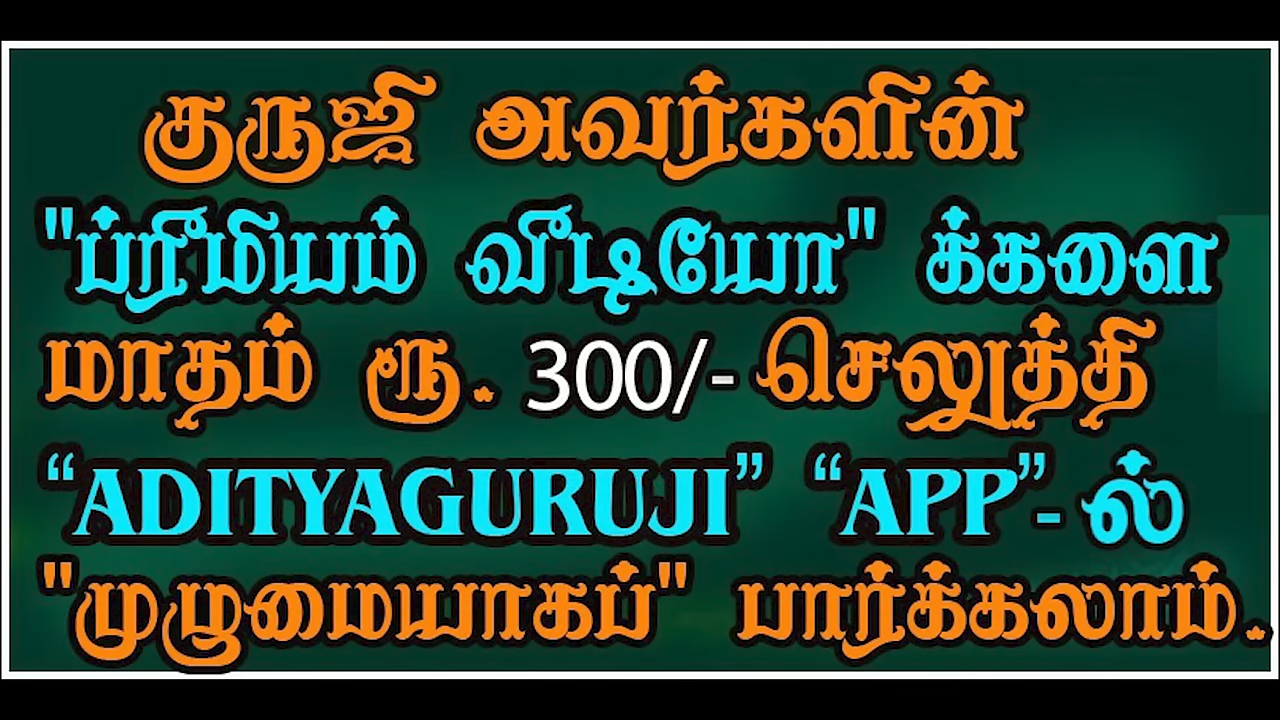 குருஜி அவர்களின்
"ப்ரீமியம் வீடியோ" க்களை
மாதம் ரூ. 300/- செலுத்தி
“ADITYAGURUJI” “APP”- ல்
"முழுமையாகப்" பார்க்கலாம்.